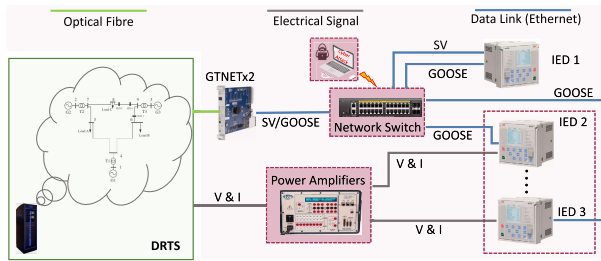 Optical Fibre
Electrical Signal
Data Link (Ethernet)
SV
IED 1
GTNETx2
GOOSE
GOOSE
SV/GOOSE
Network Switch
GOOSE
IED 2
V & I
Power Amplifiers
V & I
V & I
IED 3
DRTS